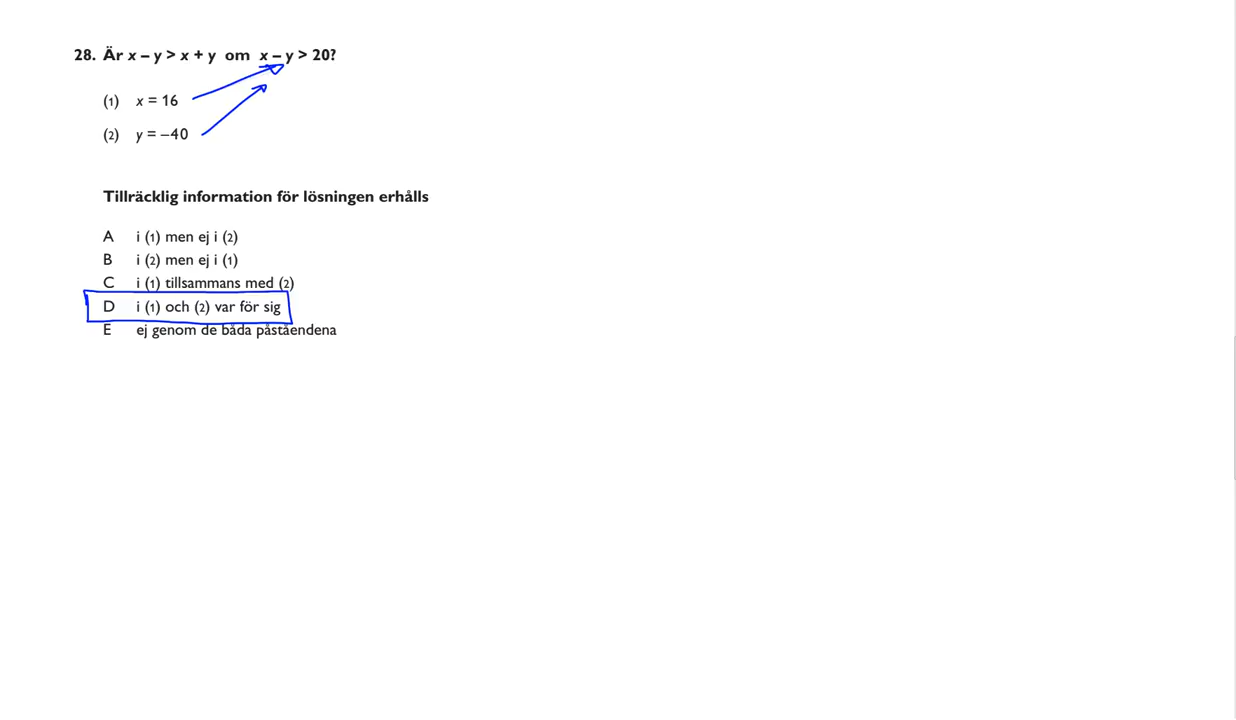 28. Är x – y > x + y om x – y > 20?
(1) x = 16
(2) y = –40
Tillräcklig information för lösningen erhålls
A i (1) men ej i (2)
B i (2) men ej i (1)
C i (1) tillsammans med (2)
D i (1) och (2) var för sig
E ej genom de båda påståendena